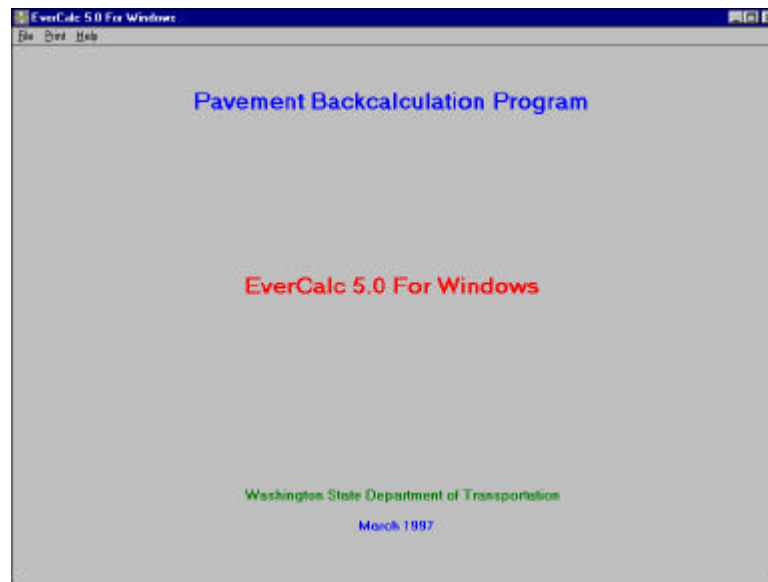 EverCalc 5.0 For Windows
File Print Help
Pavement Backcalculation Program
EverCalc 5.0 For Windows
Washington State Department of Transportation
March 1997